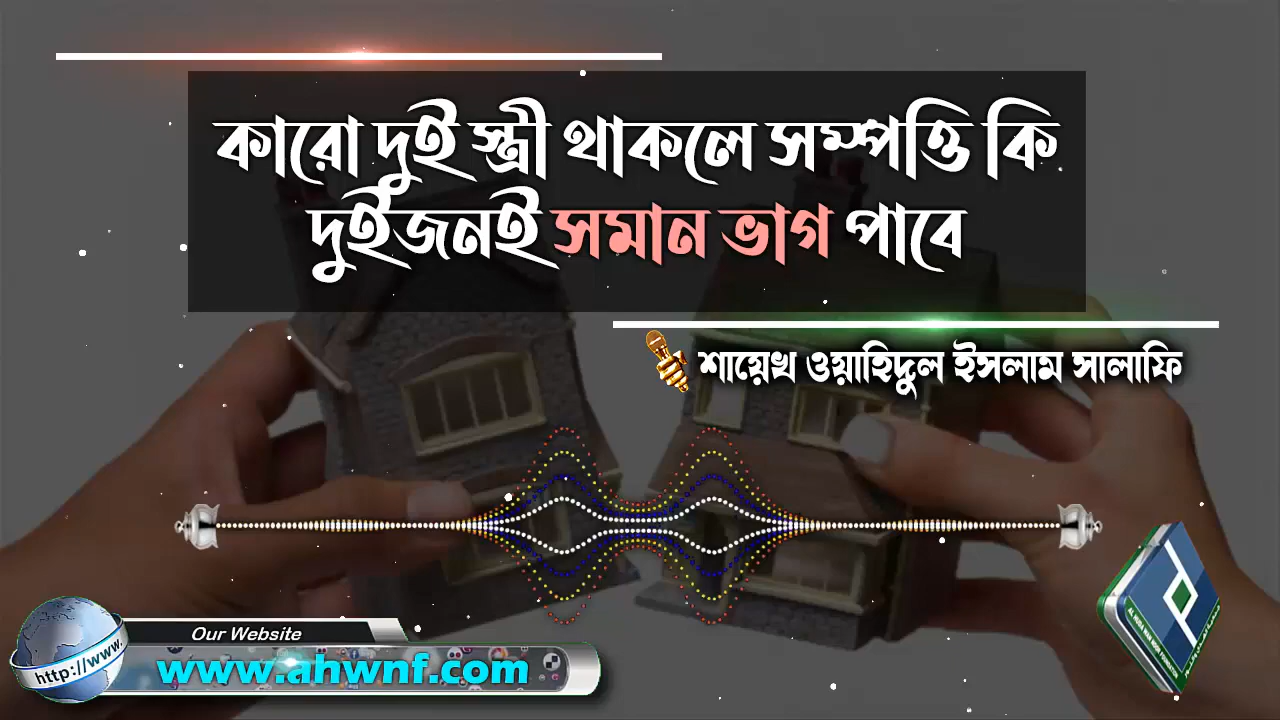 কারো দুই স্ত্রী থাকলে সম্পত্তি কি
দুইজনই সমান ভাগ পাবে
শায়েখ ওয়াহিদুল ইসলাম সালাফি
Our Website
http://www.
www.ahwnf.com